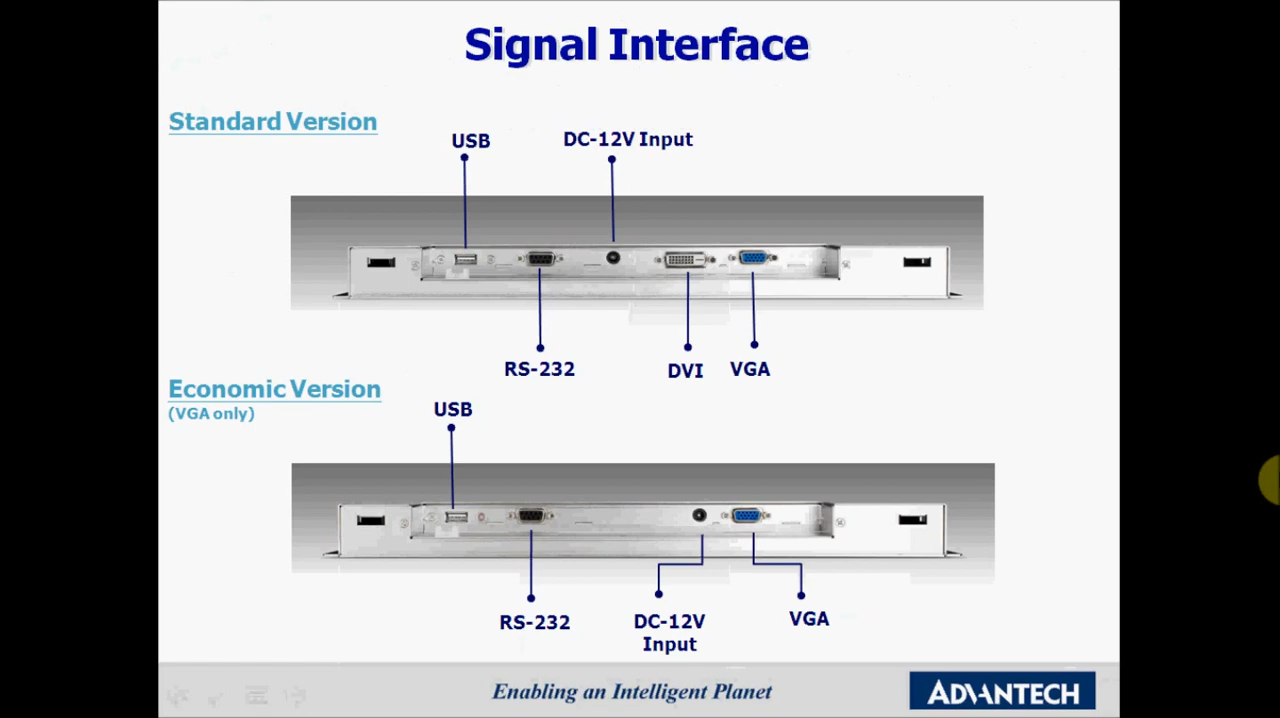 Signal Interface
Standard Version
USB
DC-12V Input
RS-232
DVI
VGA
Economic Version
(VGA only)
USB
RS-232
DC-12V
Input
VGA
Enabling an Intelligent Planet
ADVANTECH